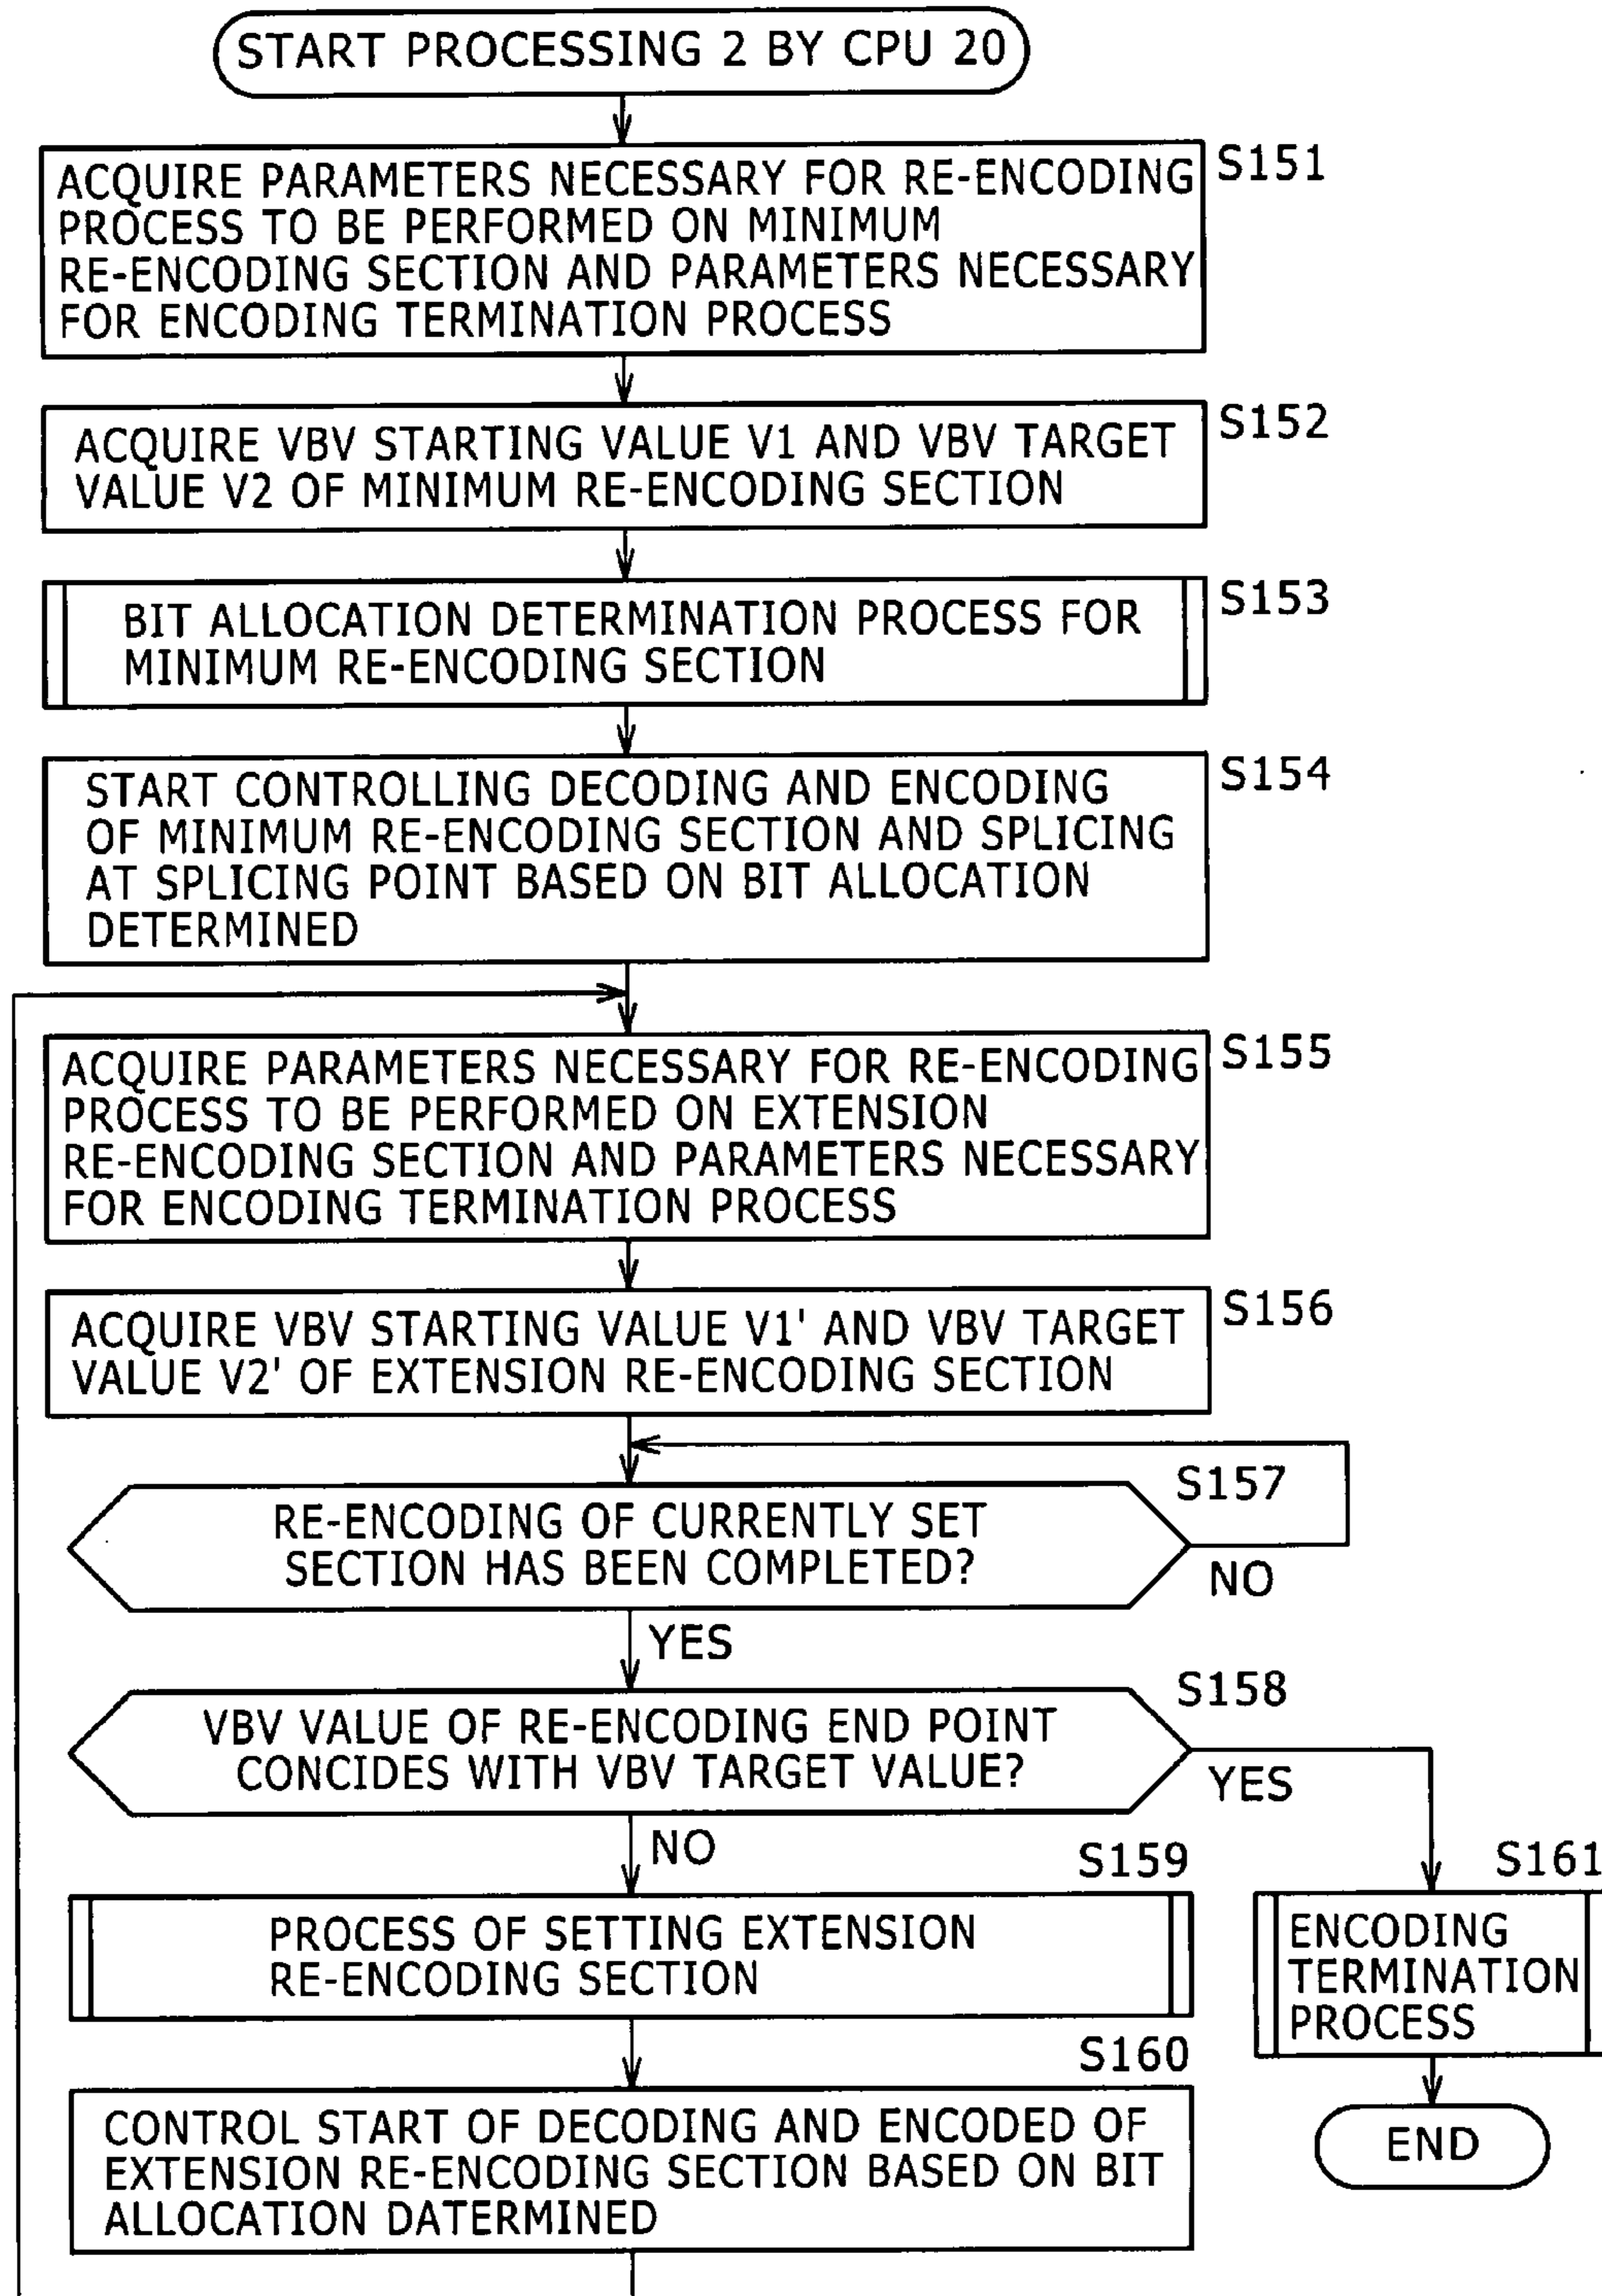 START PROCESSING 2 BY CPU 20
ACQUIRE PARAMETERS NECESSARY FOR RE-ENCODING
PROCESS TO BE PERFORMED ON MINIMUM
RE-ENCODING SECTION AND PARAMETERS NECESSARY
FOR ENCODING TERMINATION PROCESS
S151
ACQUIRE VBV STARTING VALUE V1 AND VBV TARGET
VALUE V2 OF MINIMUM RE-ENCODING SECTION
S152
BIT ALLOCATION DETERMINATION PROCESS FOR
MINIMUM RE-ENCODING SECTION
S153
START CONTROLLING DECODING AND ENCODING
OF MINIMUM RE-ENCODING SECTION AND SPLICING
AT SPLICING POINT BASED ON BIT ALLOCATION
DETERMINED
S154
ACQUIRE PARAMETERS NECESSARY FOR RE-ENCODING
PROCESS TO BE PERFORMED ON EXTENSION
RE-ENCODING SECTION AND PARAMETERS NECESSARY
FOR ENCODING TERMINATION PROCESS
S155
ACQUIRE VBV STARTING VALUE V1' AND VBV TARGET
VALUE V2' OF EXTENSION RE-ENCODING SECTION
S156
RE-ENCODING OF CURRENTLY SET
SECTION HAS BEEN COMPLETED?
S157
NO
YES
VBV VALUE OF RE-ENCODING END POINT
CONCIDES WITH VBV TARGET VALUE?
S158
YES
NO
S159
PROCESS OF SETTING EXTENSION
RE-ENCODING SECTION
S161
ENCODING
TERMINATION
PROCESS
S160
CONTROL START OF DECODING AND ENCODED OF
EXTENSION RE-ENCODING SECTION BASED ON BIT
ALLOCATION DATERMINED
END